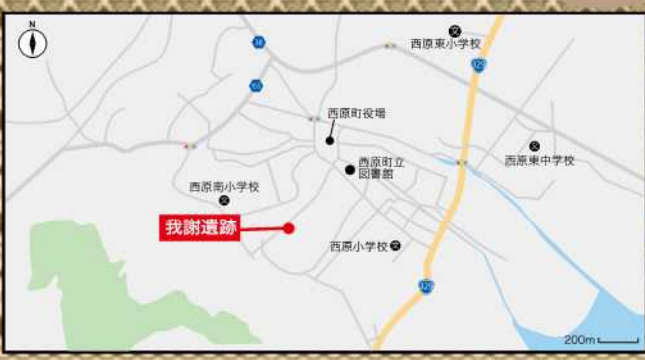 N
38
西原東小学校
329
155
西原町役場
西原東中学校
西原町立
図書館
西原南小学校
我謝遺跡
西原小学校
329
200m